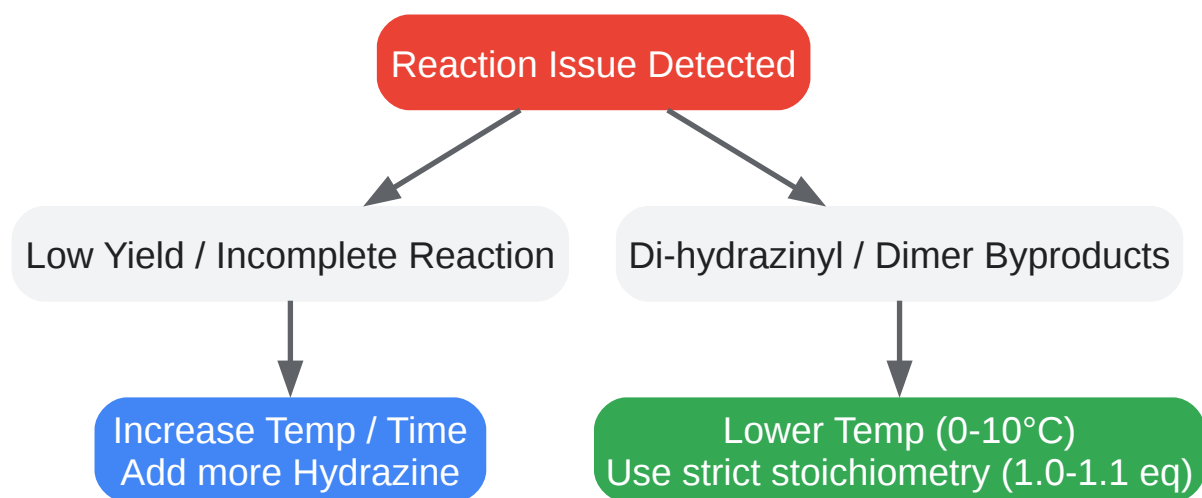 Reaction Issue Detected
Low Yield / Incomplete Reaction
Di-hydrazinyl / Dimer Byproducts
Increase Temp / Time
Add more Hydrazine
Lower Temp (0-10°C)
Use strict stoichiometry (1.0-1.1 eq)